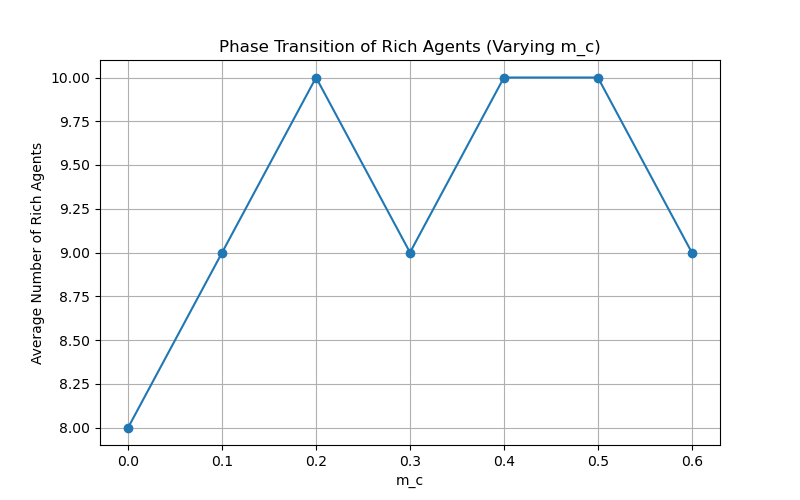 Phase Transition of Rich Agents (Varying m_c)
10.00
9.75
9.50
9.25
9.00
8.75
8.50
8.25
8.00
Average Number of Rich Agents
0.0 0.1 0.2 0.3 0.4 0.5 0.6
m_c